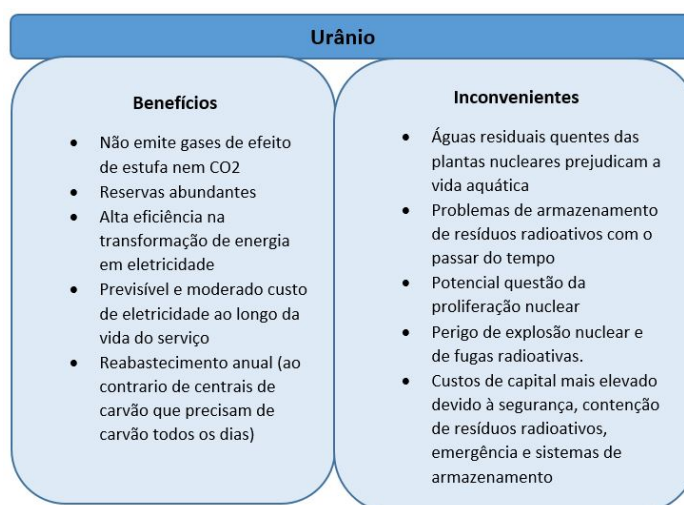 Urânio
Benefícios
• Não emite gases de efeito
de estufa nem CO2
• Reservas abundantes
• Alta eficiência na
transformação de energia
em eletricidade
• Previsível e moderado custo
de eletricidade ao longo da
vida do serviço
• Reabastecimento anual (ao
contrario de centrais de
carvão que precisam de
carvão todos os dias)
Inconvenientes
• Águas residuais quentes das
plantas nucleares prejudicam a
vida aquática
• Problemas de armazenamento
de resíduos radioativos com o
passar do tempo
• Potencial questão da
proliferação nuclear
• Perigo de explosão nuclear e
de fugas radioativas.
• Custos de capital mais elevado
devido à segurança, contenção
de resíduos radioativos,
emergência e sistemas de
armazenamento